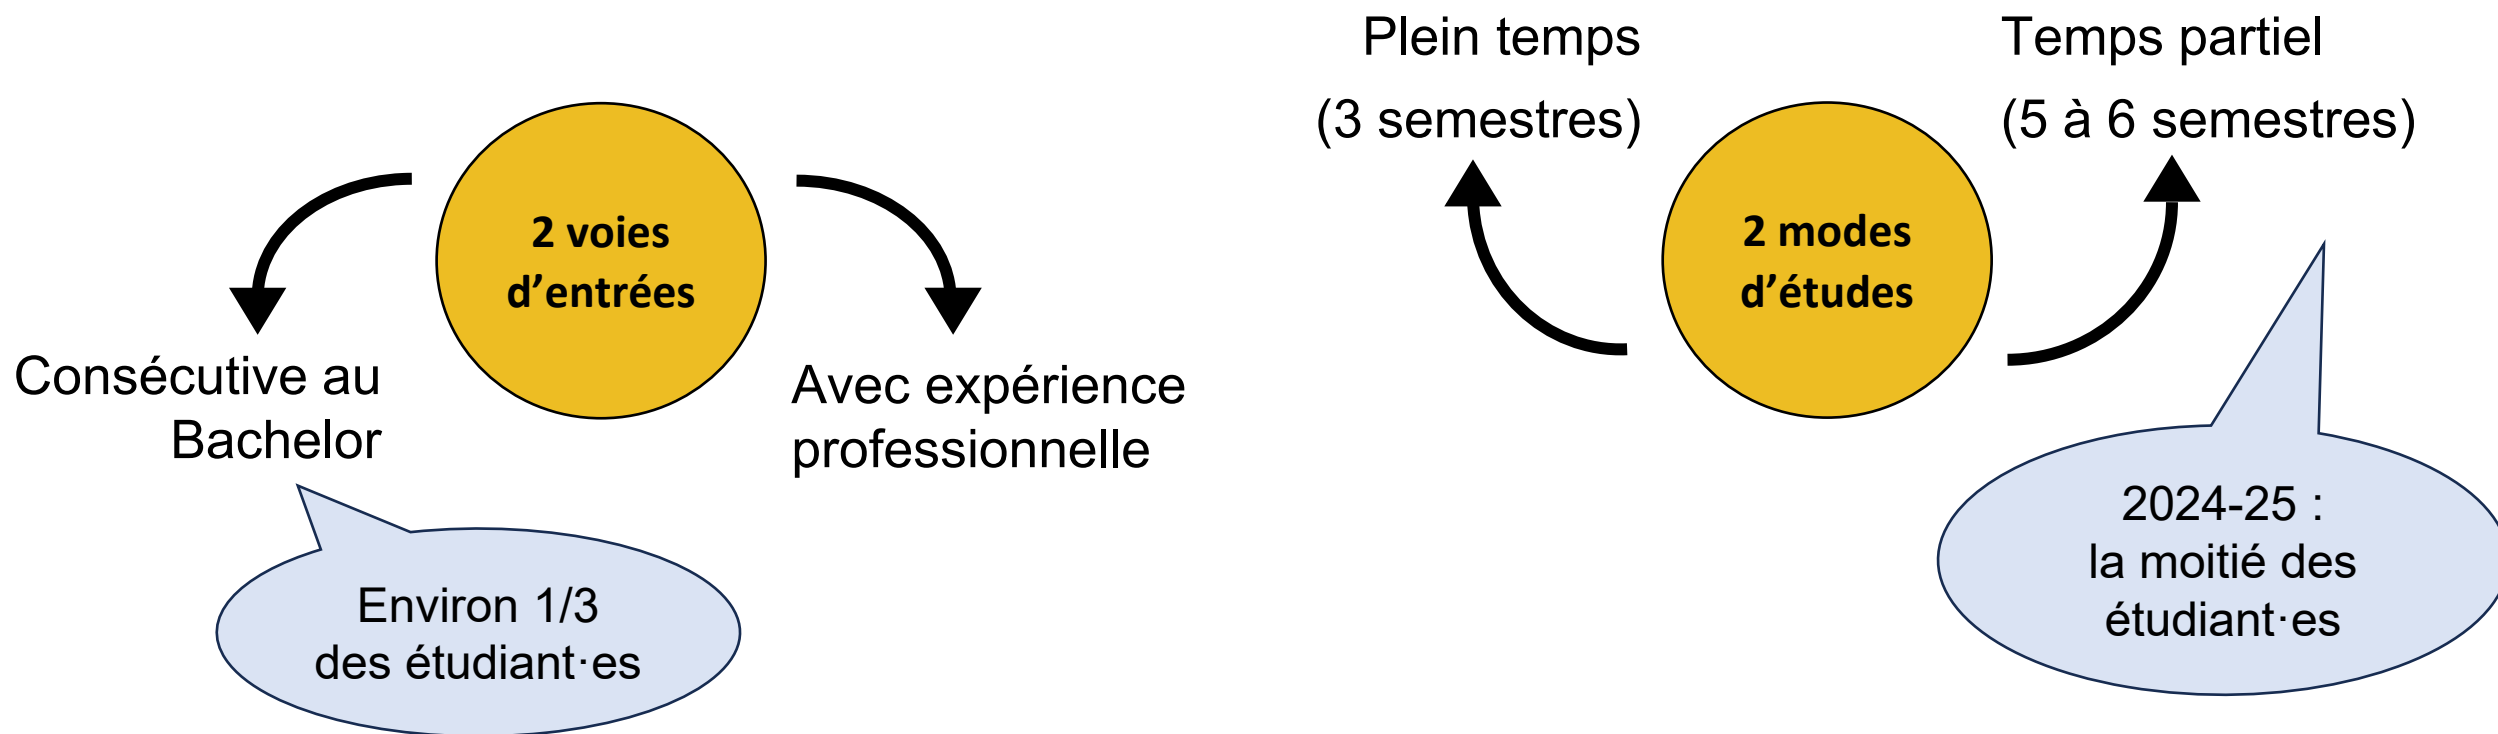 2 voies
d’entrées
Consécutive au
Bachelor
Avec expérience
professionnelle
Environ 1/3
des étudiant·es
Plein temps
(3 semestres)
2 modes
d’études
Temps partiel
(5 à 6 semestres)
2024-25 :
la moitié des
étudiant·es